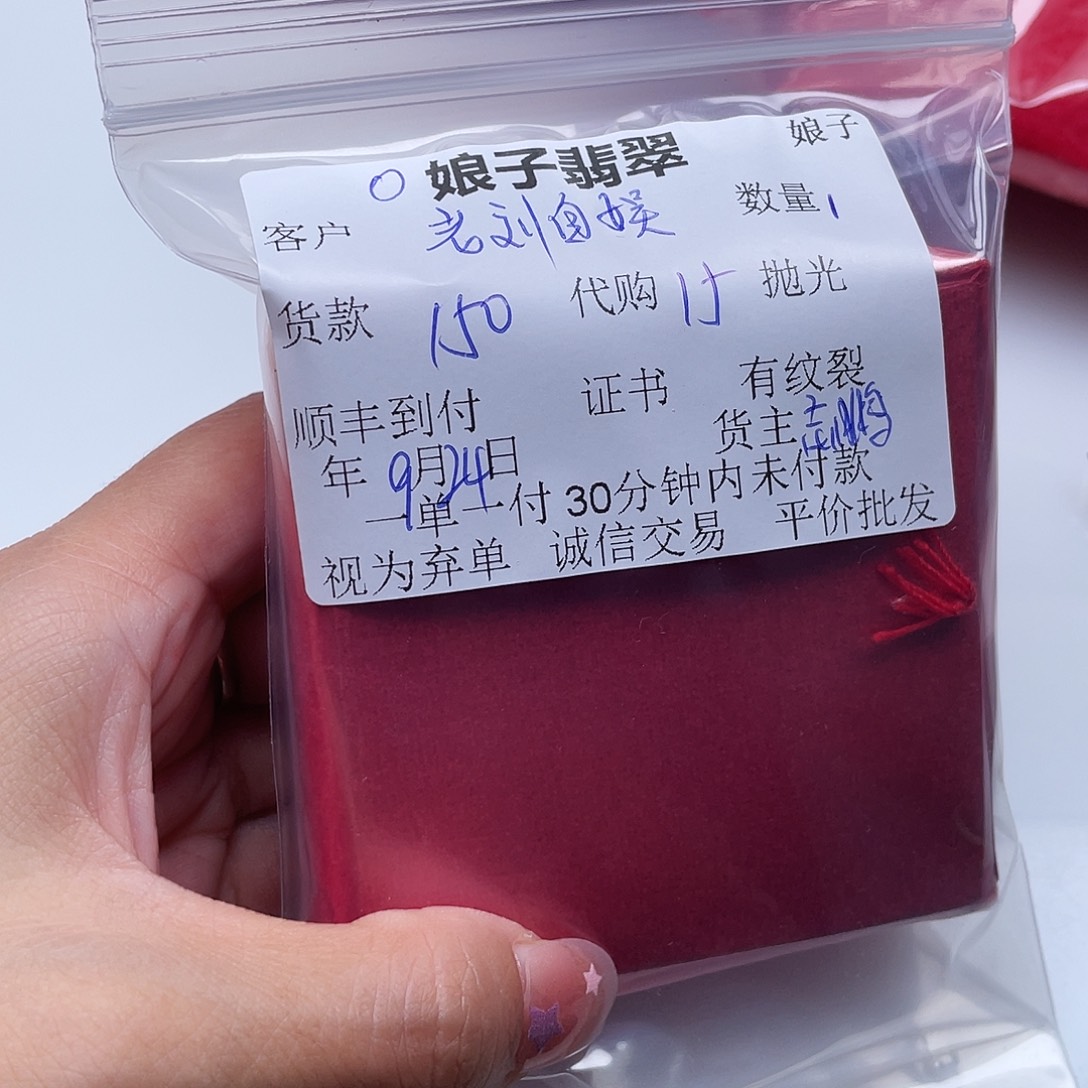 娘子
O 娘子翡翠
客户 老刘自娱 数量 1
货款 150 代购 15 抛光
顺丰到付 证书 有纹裂
年 9月24日 货主
一单一付 30分钟内未付款
视为弃单 诚信交易 平价批发